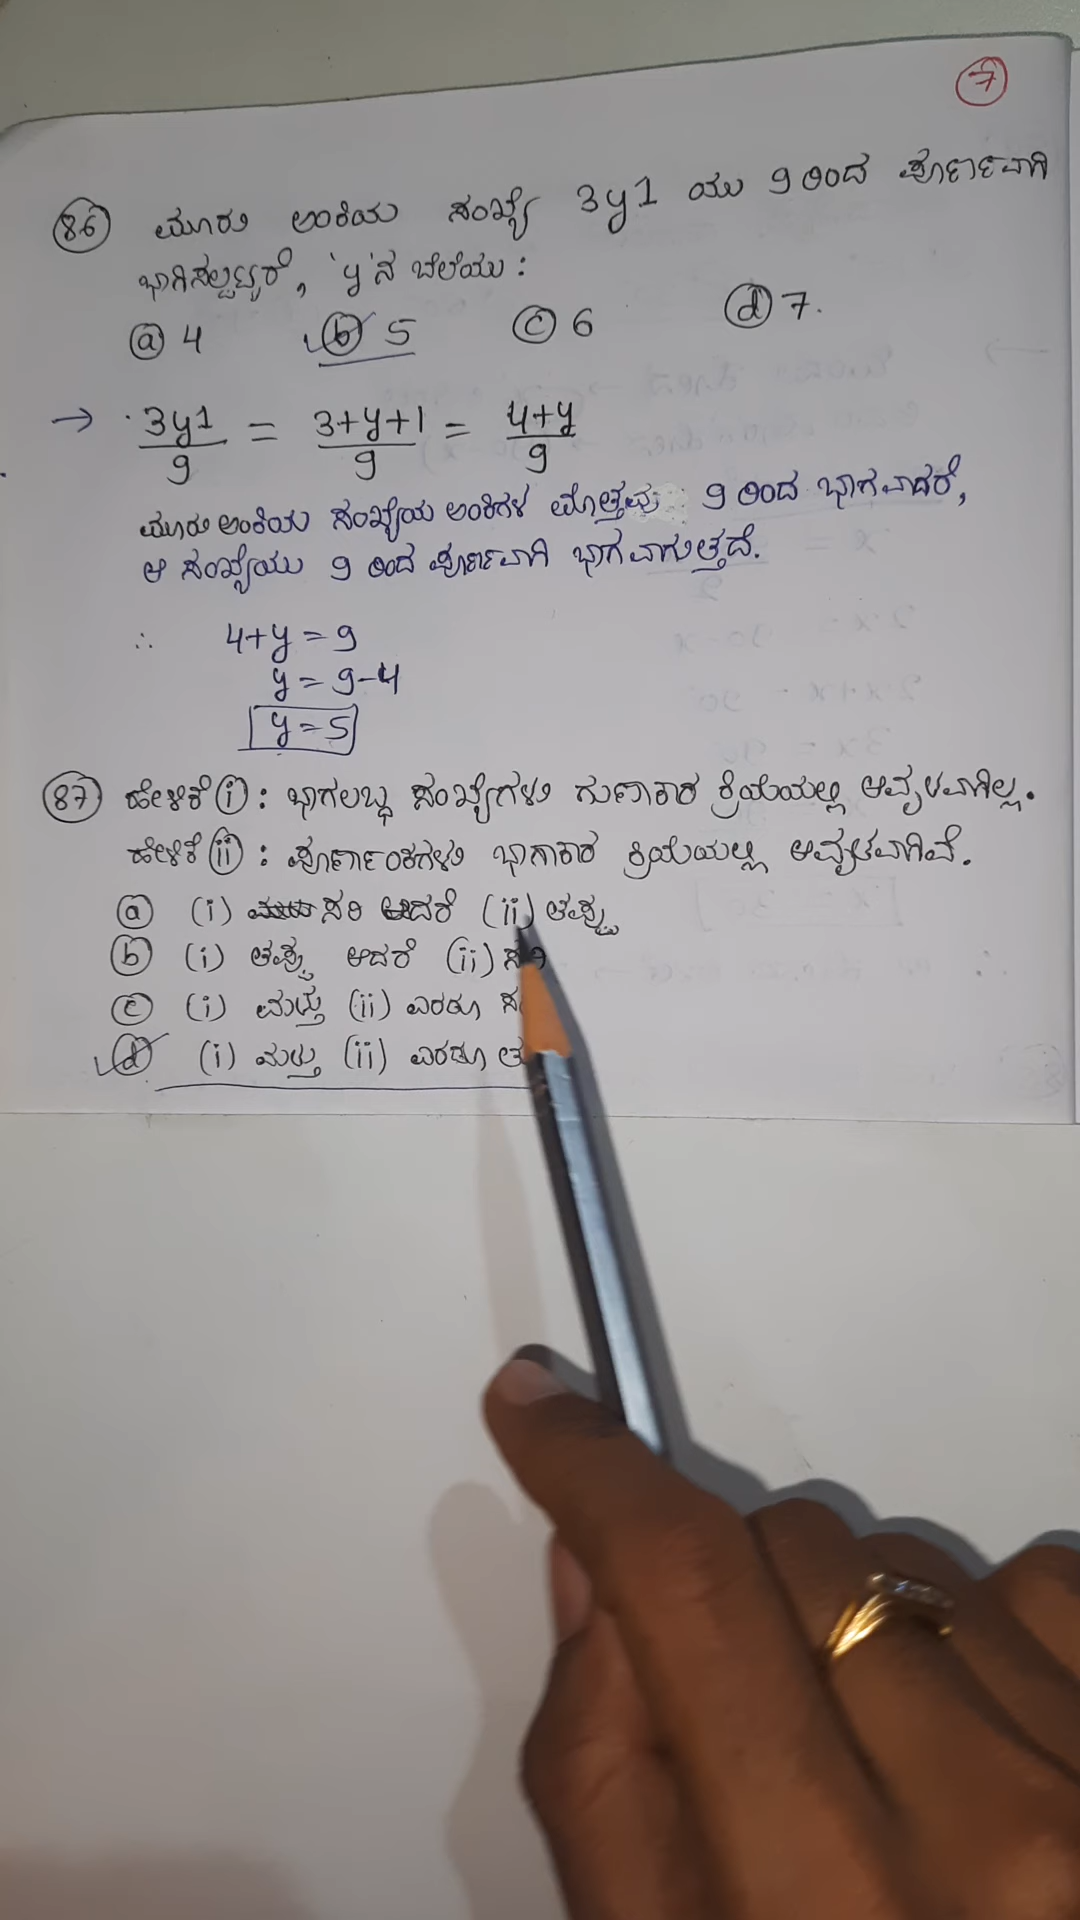 7
86 ಮೂರು ಅಂಕಿಯ ಸಂಖ್ಯೆ 3y1 ಯು 9 ರಿಂದ ಪೂರ್ಣವಾಗಿ
ಭಾಗಿಸಲ್ಪಟ್ಟರೆ, 'y'ನ ಬೆಲೆಯು :
a 4 b 5 c 6 d 7.
→ 3y1/9 = 3+y+1/9 = 4+y/9
ಮೂರು ಅಂಕಿಯ ಸಂಖ್ಯೆಯ ಅಂಕಿಗಳ ಮೊತ್ತವು 9 ರಿಂದ ಭಾಗವಾದರೆ,
ಆ ಸಂಖ್ಯೆಯು 9 ರಿಂದ ಪೂರ್ಣವಾಗಿ ಭಾಗವಾಗುತ್ತದೆ.
∴ 4+y = 9
y = 9-4
y = 5
87 ಹೇಳಿಕೆ i : ಭಾಗಲಬ್ಧ ಸಂಖ್ಯೆಗಳು ಗುಣಾಕಾರ ಕ್ರಿಯೆಯಲ್ಲಿ ಆವೃತವಾಗಿಲ್ಲ.
ಹೇಳಿಕೆ ii : ಪೂರ್ಣಾಂಕಗಳು ಭಾಗಾಕಾರ ಕ್ರಿಯೆಯಲ್ಲಿ ಆವೃತವಾಗಿವೆ.
a (i) ಸರಿ ಆದರೆ (ii) ತಪ್ಪು
b (i) ತಪ್ಪು ಆದರೆ (ii) ಸರಿ
c (i) ಮತ್ತು (ii) ಎರಡೂ
d (i) ಮತ್ತು (ii) ಎರಡೂ